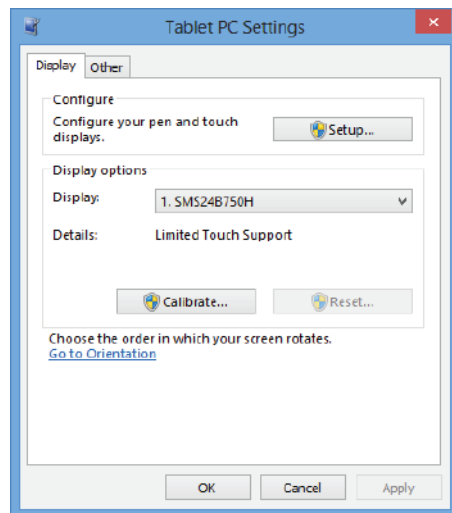 Tablet PC Settings
Display Other
Configure
Configure your pen and touch
displays.
Setup...
Display options
Display: 1. SMS24B750H
Details: Limited Touch Support
Calibrate... Reset...
Choose the order in which your screen rotates.
Go to Orientation
OK Cancel Apply